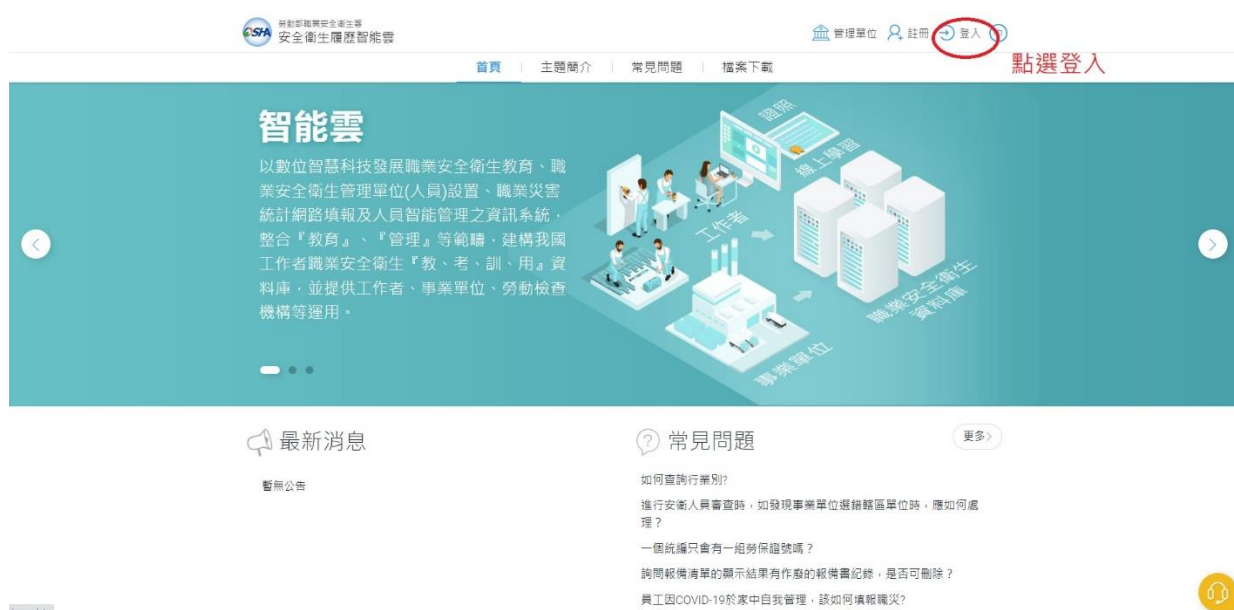 OSHA
勞動部職業安全衛生署
安全衛生履歷智能雲
管理單位 註冊 登入
點選登入
首頁 主題簡介 常見問題 檔案下載
智能雲
以數位智慧科技發展職業安全衛生教育、職
業安全衛生管理單位(人員)設置、職業災害
統計網路填報及人員智能管理之資訊系統，
整合『教育』、『管理』等範疇，建構我國
工作者職業安全衛生『教、考、訓、用』資
料庫，並提供工作者、事業單位、勞動檢查
機構等運用。
證照
線上學習
工作者
職業安全衛生
資料庫
事業單位
最新消息
暫無公告
常見問題
更多
如何查詢行業別?
進行安衛人員審查時，如發現事業單位選錯轄區單位時，應如何處
理？
一個統編只會有一組勞保證號嗎？
詢問報備清單的顯示結果有作廢的報備書紀錄，是否可刪除？
員工因COVID-19於家中自我管理，該如何填報職災?